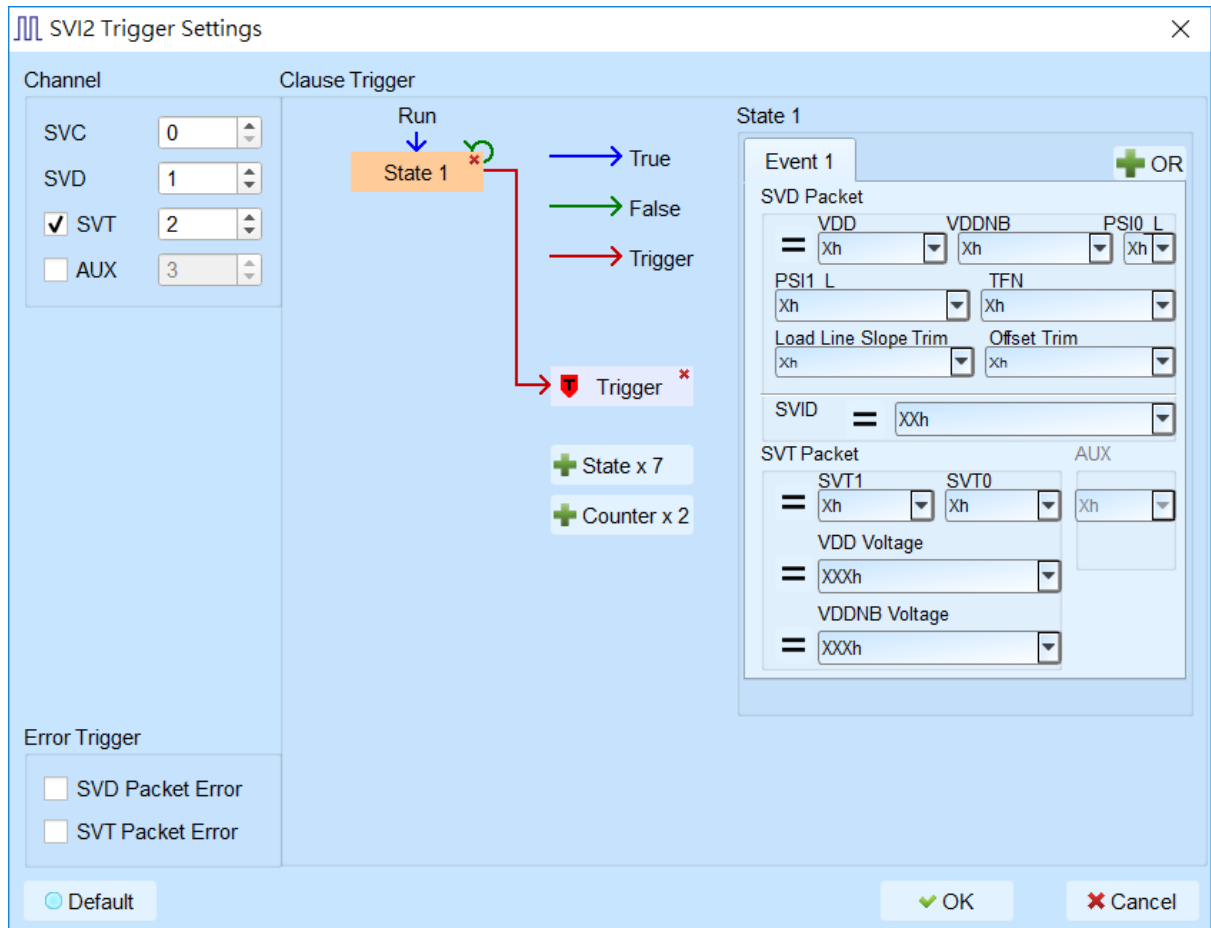 SVI2 Trigger Settings
Channel
SVC 0
SVD 1
SVT 2
AUX 3
Clause Trigger
Run
State 1
True
False
Trigger
Trigger
State x 7
Counter x 2
State 1
Event 1
OR
SVD Packet
VDD VDDNB PSI0_L
= Xh Xh Xh
PSI1_L TFN
Xh Xh
Load Line Slope Trim Offset Trim
Xh Xh
SVID = XXh
SVT Packet AUX
SVT1 SVT0
= Xh Xh Xh
VDD Voltage
= XXXh
VDDNB Voltage
= XXXh
Error Trigger
SVD Packet Error
SVT Packet Error
Default
OK
Cancel